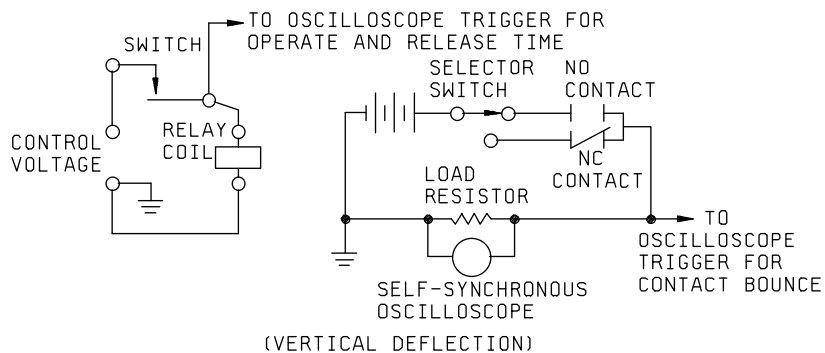 TO OSCILLOSCOPE TRIGGER FOR
OPERATE AND RELEASE TIME
SWITCH
CONTROL
VOLTAGE
RELAY
COIL
SELECTOR
SWITCH
NO
CONTACT
NC
CONTACT
LOAD
RESISTOR
TO
OSCILLOSCOPE
TRIGGER FOR
CONTACT BOUNCE
SELF-SYNCHRONOUS
OSCILLOSCOPE
(VERTICAL DEFLECTION)